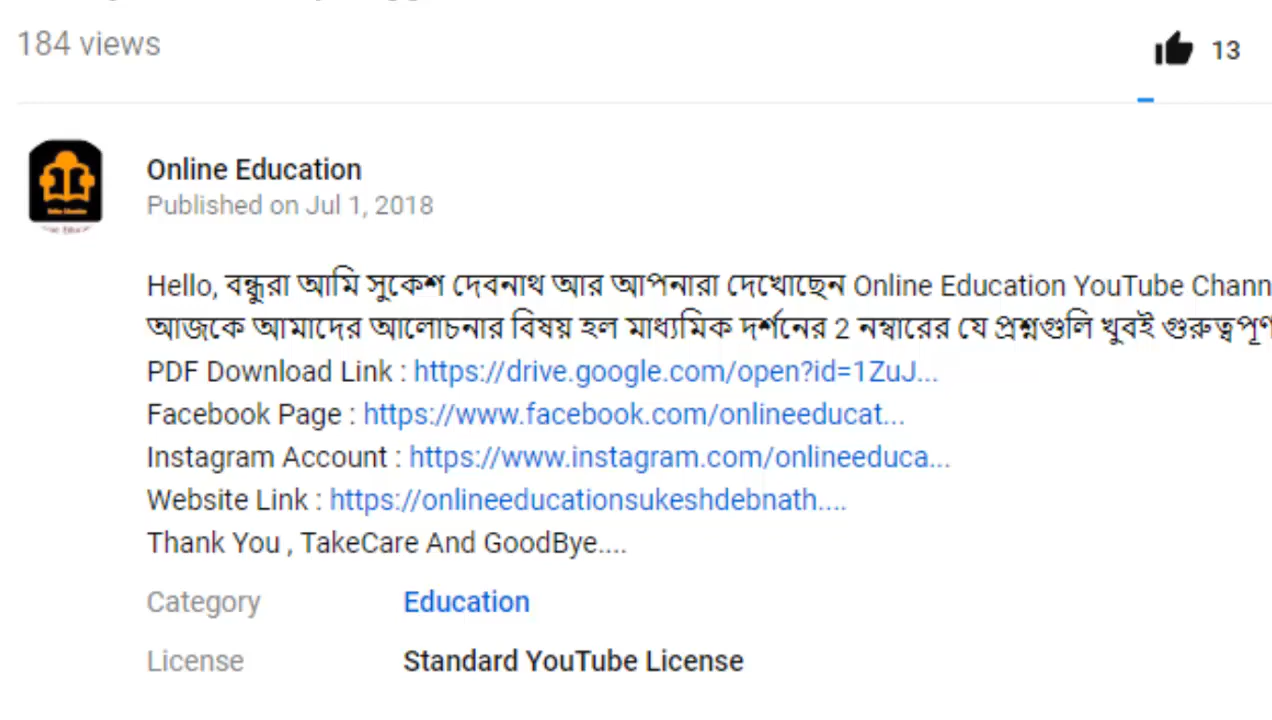 184 views
13
Online Education
Published on Jul 1, 2018
Hello, বন্ধুরা আমি সুকেশ দেবনাথ আর আপনারা দেখোছেন Online Education YouTube Chann
আজকে আমাদের আলোচনার বিষয় হল মাধ্যমিক দর্শনের 2 নম্বারের যে প্রশ্নগুলি খুবই গুরুত্বপূর্ণ
PDF Download Link : https://drive.google.com/open?id=1ZuJ...
Facebook Page : https://www.facebook.com/onlineeducat...
Instagram Account : https://www.instagram.com/onlineeduca...
Website Link : https://onlineeducationsukeshdebnath....
Thank You , TakeCare And GoodBye....
Category Education
License Standard YouTube License